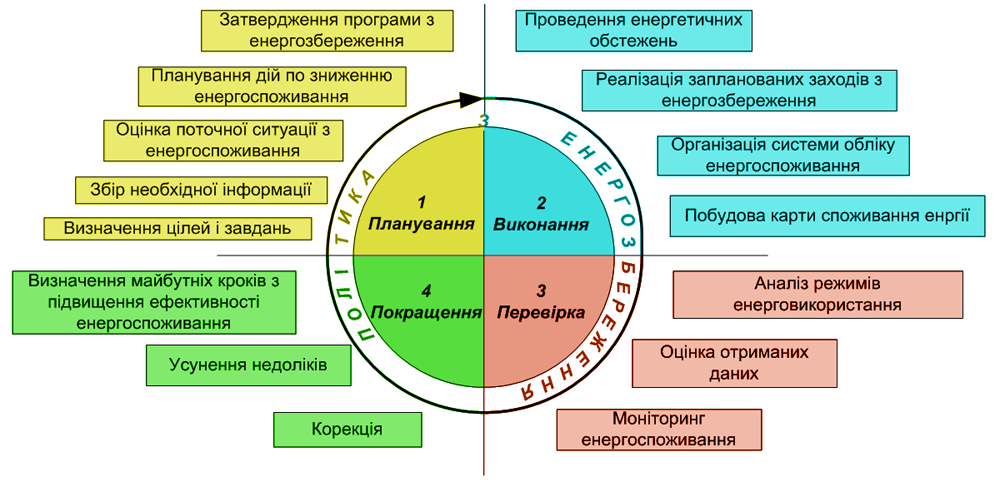 Затвердження програми з
енергозбереження
Планування дій по зниженню
енергоспоживання
Оцінка поточної ситуації з
енергоспоживання
Збір необхідної інформації
Визначення цілей і завдань
Проведення енергетичних
обстежень
Реалізація запланованих заходів з
енергозбереження
Організація системи обліку
енергоспоживання
Побудова карти споживання енргії
ПОЛІТИКА З ЕНЕРГОЗБЕРЕЖЕННЯ
1
Планування
2
Виконання
4
Покращення
3
Перевірка
Визначення майбутніх кроків з
підвищення ефективності
енергоспоживання
Усунення недоліків
Корекція
Аналіз режимів
енерговикористання
Оцінка отриманих
даних
Моніторинг
енергоспоживання